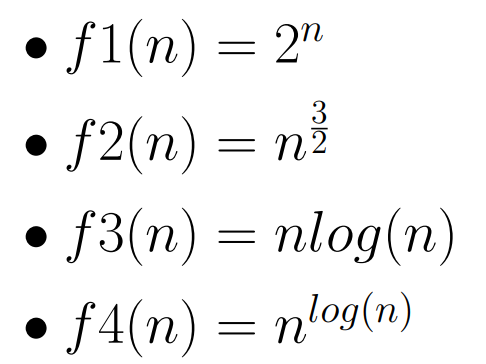 • f1(n) = 2^n
• f2(n) = n^{3/2}
• f3(n) = nlog(n)
• f4(n) = n^{log(n)}